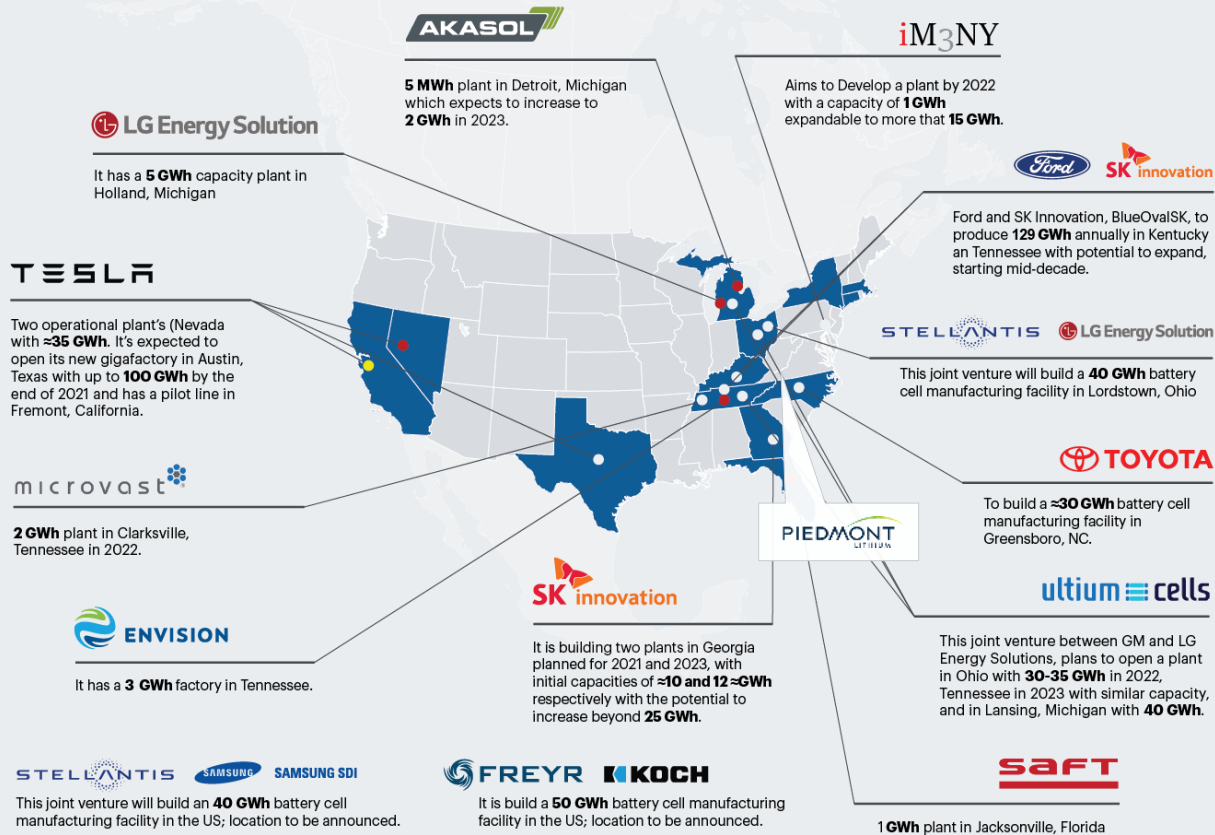 AKASOL
5 MWh plant in Detroit, Michigan
which expects to increase to
2 GWh in 2023.
iM3NY
Aims to Develop a plant by 2022
with a capacity of 1 GWh
expandable to more that 15 GWh.
LG Energy Solution
It has a 5 GWh capacity plant in
Holland, Michigan
Ford SK innovation
Ford and SK Innovation, BlueOvalSK, to
produce 129 GWh annually in Kentucky
an Tennessee with potential to expand,
starting mid-decade.
TESLA
Two operational plant's (Nevada
with ≈35 GWh. It's expected to
open its new gigafactory in Austin,
Texas with up to 100 GWh by the
end of 2021 and has a pilot line in
Fremont, California.
STELLANTIS LG Energy Solution
This joint venture will build a 40 GWh battery
cell manufacturing facility in Lordstown, Ohio
microvast
2 GWh plant in Clarksville,
Tennessee in 2022.
TOYOTA
To build a ≈30 GWh battery cell
manufacturing facility in
Greensboro, NC.
PIEDMONT
LITHIUM
ENVISION
It has a 3 GWh factory in Tennessee.
SK innovation
It is building two plants in Georgia
planned for 2021 and 2023, with
initial capacities of ≈10 and 12 ≈GWh
respectively with the potential to
increase beyond 25 GWh.
ultium cells
This joint venture between GM and LG
Energy Solutions, plans to open a plant
in Ohio with 30-35 GWh in 2022,
Tennessee in 2023 with similar capacity,
and in Lansing, Michigan with 40 GWh.
STELLANTIS SAMSUNG SAMSUNG SDI
This joint venture will build an 40 GWh battery cell
manufacturing facility in the US; location to be announced.
FREYR KOCH
It is build a 50 GWh battery cell manufacturing
facility in the US; location to be announced.
saft
1 GWh plant in Jacksonville, Florida